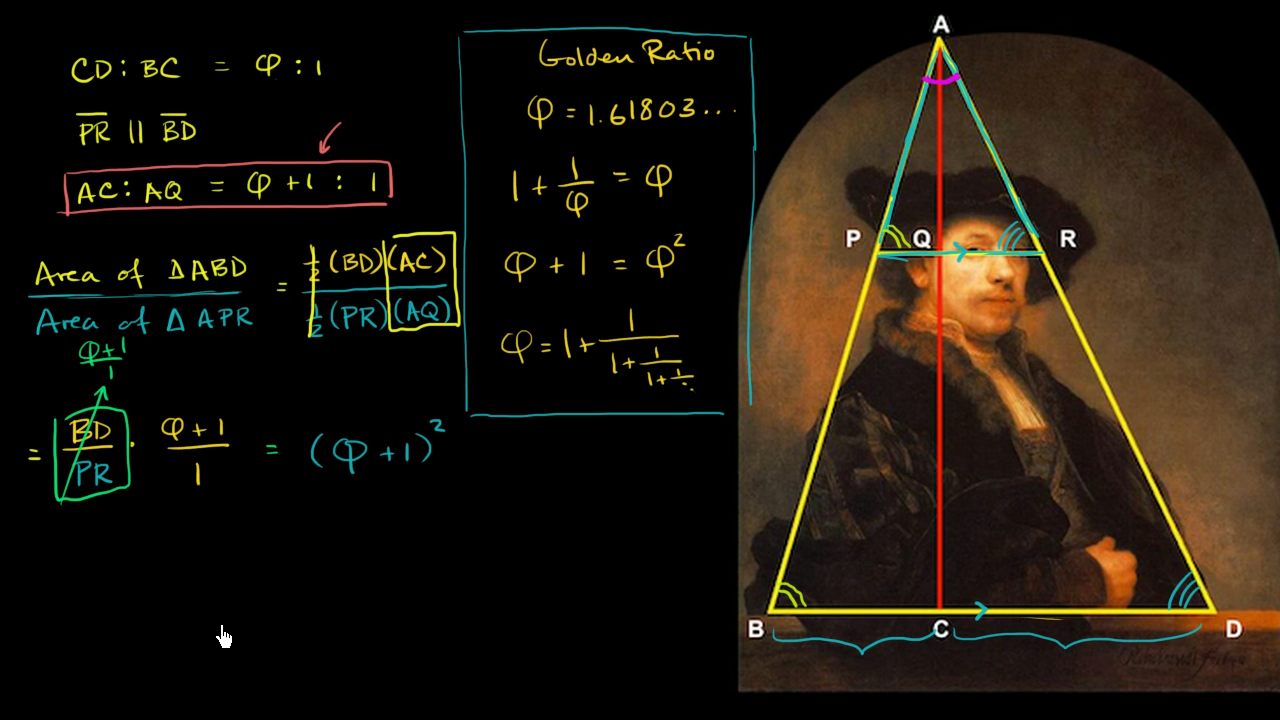 CD : BC = φ : 1
PR || BD
AC : AQ = φ + 1 : 1
Area of ΔABD / Area of ΔAPR = ½ (BD)(AC) / ½ (PR)(AQ)
φ+1 / 1
= BD / PR · φ + 1 / 1 = (φ + 1)²
Golden Ratio
φ = 1.61803...
1 + 1/φ = φ
φ + 1 = φ²
φ = 1 + 1 / 1 + 1 / 1 + 1 / ⋱
A
P Q R
B C D